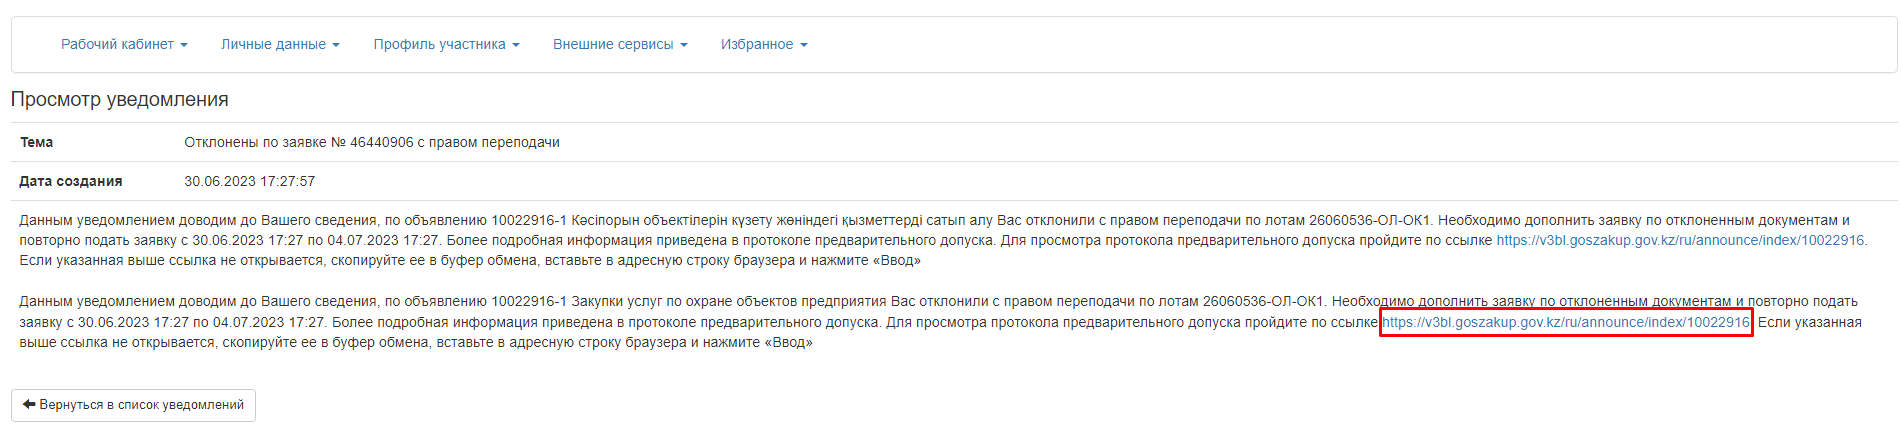 Рабочий кабинет Личные данные Профиль участника Внешние сервисы Избранное
Просмотр уведомления
Тема Отклонены по заявке № 46440906 с правом переподачи
Дата создания 30.06.2023 17:27:57
Данным уведомлением доводим до Вашего сведения, по объявлению 10022916-1 Кәсіпорын объектілерін күзету жөніндегі қызметтерді сатып алу Вас отклонили с правом переподачи по лотам 26060536-ОЛ-ОК1. Необходимо дополнить заявку по отклоненным документам и
повторно подать заявку с 30.06.2023 17:27 по 04.07.2023 17:27. Более подробная информация приведена в протоколе предварительного допуска. Для просмотра протокола предварительного допуска пройдите по ссылке https://v3bl.goszakup.gov.kz/ru/announce/index/10022916.
Если указанная выше ссылка не открывается, скопируйте ее в буфер обмена, вставьте в адресную строку браузера и нажмите «Ввод»
Данным уведомлением доводим до Вашего сведения, по объявлению 10022916-1 Закупки услуг по охране объектов предприятия Вас отклонили с правом переподачи по лотам 26060536-ОЛ-ОК1. Необходимо дополнить заявку по отклоненным документам и повторно подать
заявку с 30.06.2023 17:27 по 04.07.2023 17:27. Более подробная информация приведена в протоколе предварительного допуска. Для просмотра протокола предварительного допуска пройдите по ссылке https://v3bl.goszakup.gov.kz/ru/announce/index/10022916 Если указанная
выше ссылка не открывается, скопируйте ее в буфер обмена, вставьте в адресную строку браузера и нажмите «Ввод»
Вернуться в список уведомлений